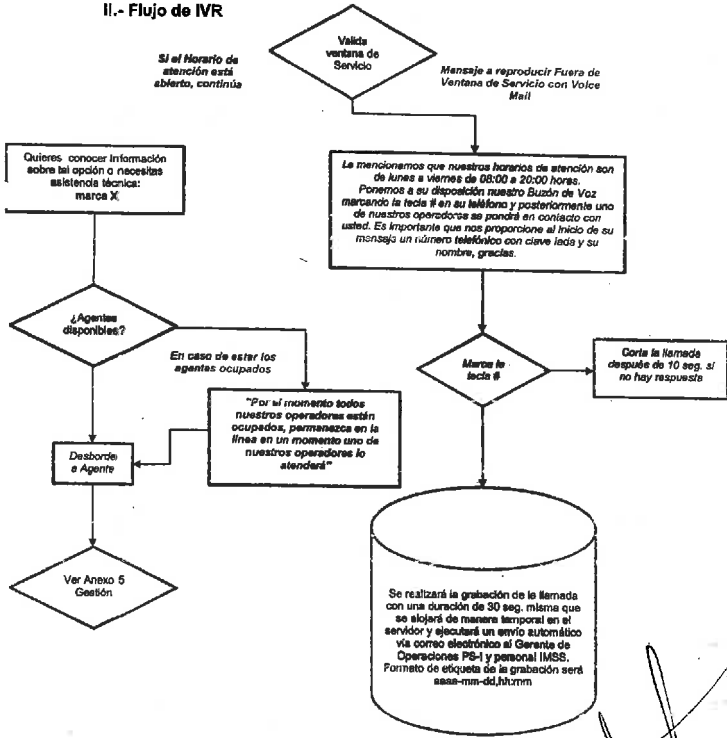 II.- Flujo de IVR
Valida
ventana de
Servicio
Si el Horario de
atención está
abierto, continúa
Mensaje a reproducir Fuera de
Ventana de Servicio con Voice
Mail
Quieres conocer información
sobre tal opción o necesitas
asistencia técnica:
marca X.
Le mencionamos que nuestros horarios de atención son
de lunes a viernes de 08:00 a 20:00 horas.
Ponemos a su disposición nuestro Buzón de Voz
marcando la tecla # en su teléfono y posteriormente uno
de nuestros operadores se pondrá en contacto con
usted. Es importante que nos proporcione al inicio de su
mensaje un número telefónico con clave lada y su
nombre, gracias.
¿Agentes
disponibles?
En caso de estar los
agentes ocupados
Marca la
tecla #
Corta la llamada
después de 10 seg. si
no hay respuesta
"Por el momento todos
nuestros operadores están
ocupados, permanezca en la
línea en un momento uno de
nuestros operadores lo
atenderá"
Desborde
a Agente
Ver Anexo 5
Gestión
Se realizará la grabación de la llamada
con una duración de 30 seg. misma que
se alojará de manera temporal en el
servidor y ejecutará un envío automático
vía correo electrónico al Gerente de
Operaciones PS-I y personal IMSS.
Formato de etiqueta de la grabación será
aaaa-mm-dd,hh:mm